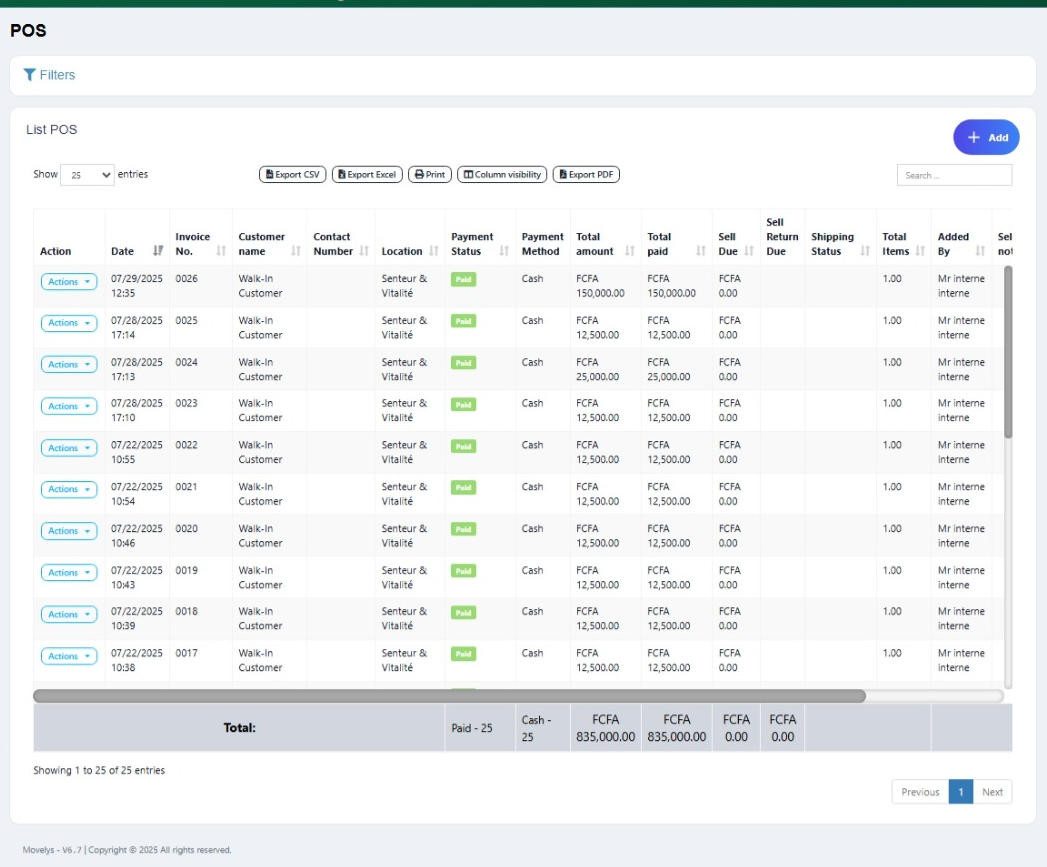 POS
Filters
List POS
+ Add
Show 25 entries
Export CSV Export Excel Print Column visibility Export PDF
Search ...
Action Date Invoice No. Customer name Contact Number Location Payment Status Payment Method Total amount Total paid Sell Due Sell Return Due Shipping Status Total Items Added By Sel not
Actions 07/29/2025 12:35 0026 Walk-In Customer Senteur & Vitalité Paid Cash FCFA 150,000.00 FCFA 150,000.00 FCFA 0.00 1.00 Mr interne interne
Actions 07/28/2025 17:14 0025 Walk-In Customer Senteur & Vitalité Paid Cash FCFA 12,500.00 FCFA 12,500.00 FCFA 0.00 1.00 Mr interne interne
Actions 07/28/2025 17:13 0024 Walk-In Customer Senteur & Vitalité Paid Cash FCFA 25,000.00 FCFA 25,000.00 FCFA 0.00 1.00 Mr interne interne
Actions 07/28/2025 17:10 0023 Walk-In Customer Senteur & Vitalité Paid Cash FCFA 12,500.00 FCFA 12,500.00 FCFA 0.00 1.00 Mr interne interne
Actions 07/22/2025 10:55 0022 Walk-In Customer Senteur & Vitalité Paid Cash FCFA 12,500.00 FCFA 12,500.00 FCFA 0.00 1.00 Mr interne interne
Actions 07/22/2025 10:54 0021 Walk-In Customer Senteur & Vitalité Paid Cash FCFA 12,500.00 FCFA 12,500.00 FCFA 0.00 1.00 Mr interne interne
Actions 07/22/2025 10:46 0020 Walk-In Customer Senteur & Vitalité Paid Cash FCFA 12,500.00 FCFA 12,500.00 FCFA 0.00 1.00 Mr interne interne
Actions 07/22/2025 10:43 0019 Walk-In Customer Senteur & Vitalité Paid Cash FCFA 12,500.00 FCFA 12,500.00 FCFA 0.00 1.00 Mr interne interne
Actions 07/22/2025 10:39 0018 Walk-In Customer Senteur & Vitalité Paid Cash FCFA 12,500.00 FCFA 12,500.00 FCFA 0.00 1.00 Mr interne interne
Actions 07/22/2025 10:38 0017 Walk-In Customer Senteur & Vitalité Paid Cash FCFA 12,500.00 FCFA 12,500.00 FCFA 0.00 1.00 Mr interne interne
Total: Paid - 25 Cash - 25 FCFA 835,000.00 FCFA 835,000.00 FCFA 0.00 FCFA 0.00
Showing 1 to 25 of 25 entries
Previous 1 Next
Movelys - V6.7 | Copyright © 2025 All rights reserved.